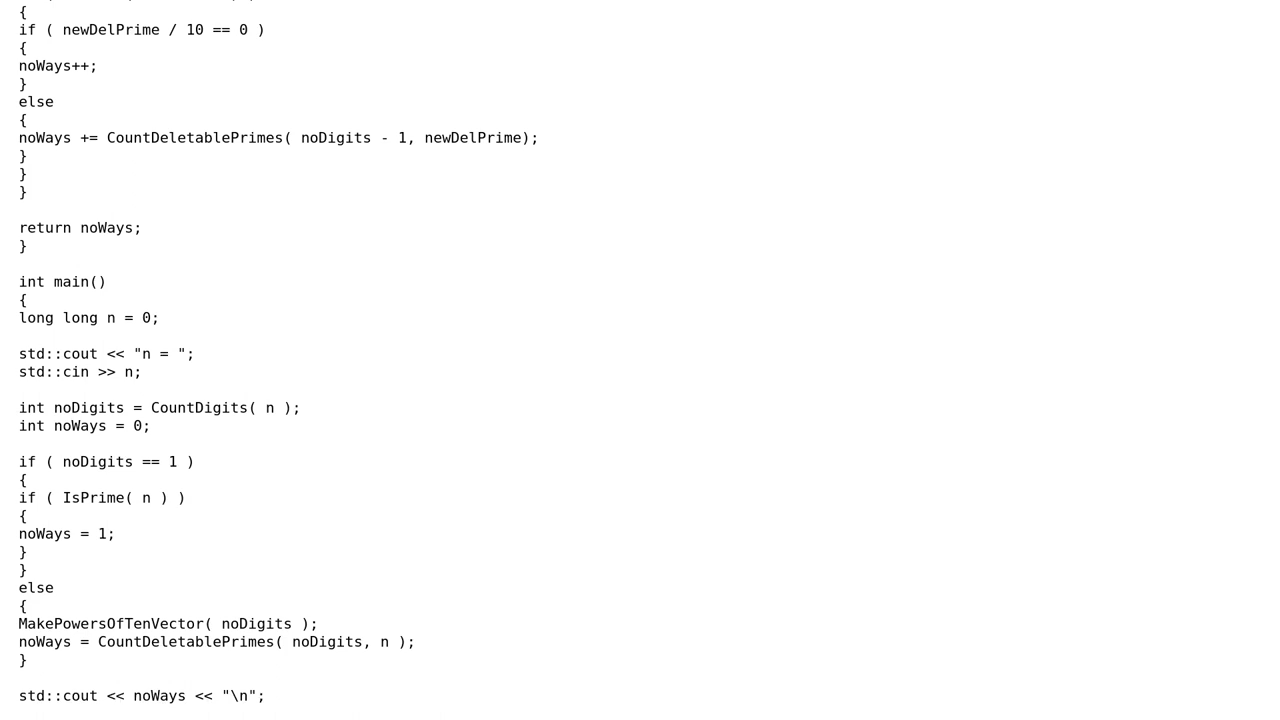 {
if ( newDelPrime / 10 == 0 )
{
noWays++;
}
else
{
noWays += CountDeletablePrimes( noDigits - 1, newDelPrime);
}
}
}

return noWays;
}

int main()
{
long long n = 0;

std::cout << "n = ";
std::cin >> n;

int noDigits = CountDigits( n );
int noWays = 0;

if ( noDigits == 1 )
{
if ( IsPrime( n ) )
{
noWays = 1;
}
}
else
{
MakePowersOfTenVector( noDigits );
noWays = CountDeletablePrimes( noDigits, n );
}

std::cout << noWays << "\n";